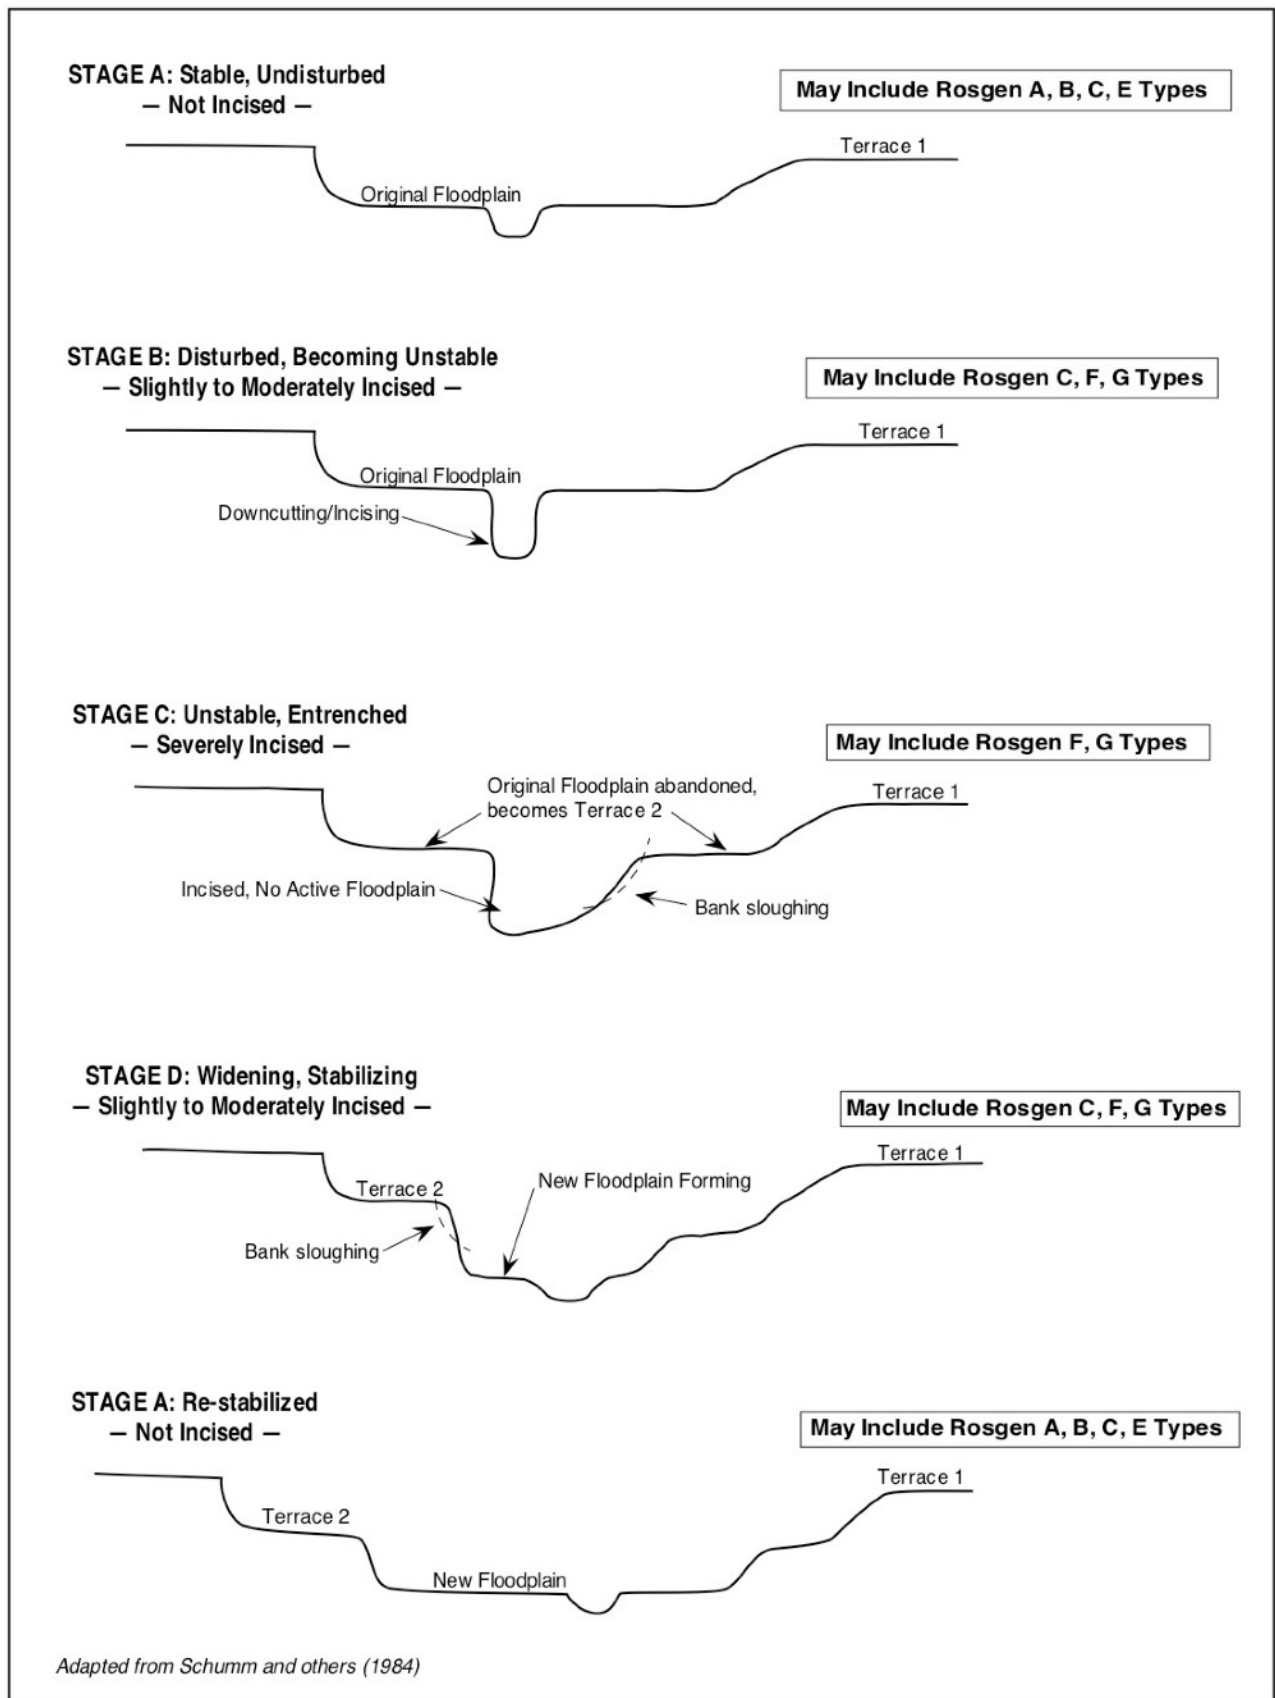 STAGE A: Stable, Undisturbed
— Not Incised —
May Include Rosgen A, B, C, E Types
Terrace 1
Original Floodplain
STAGE B: Disturbed, Becoming Unstable
— Slightly to Moderately Incised —
May Include Rosgen C, F, G Types
Terrace 1
Original Floodplain
Downcutting/Incising
STAGE C: Unstable, Entrenched
— Severely Incised —
May Include Rosgen F, G Types
Original Floodplain abandoned,
becomes Terrace 2
Terrace 1
Incised, No Active Floodplain
Bank sloughing
STAGE D: Widening, Stabilizing
— Slightly to Moderately Incised —
May Include Rosgen C, F, G Types
Terrace 1
Terrace 2
New Floodplain Forming
Bank sloughing
STAGE A: Re-stabilized
— Not Incised —
May Include Rosgen A, B, C, E Types
Terrace 1
Terrace 2
New Floodplain
Adapted from Schumm and others (1984)